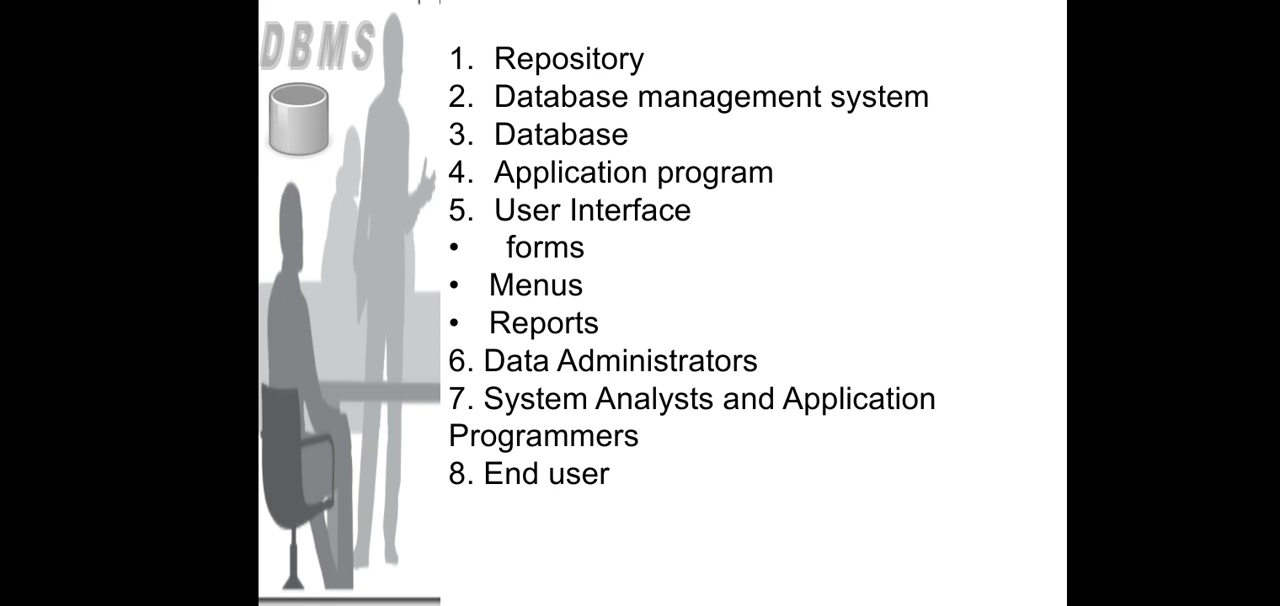 DBMS
1. Repository
2. Database management system
3. Database
4. Application program
5. User Interface
• forms
• Menus
• Reports
6. Data Administrators
7. System Analysts and Application
Programmers
8. End user